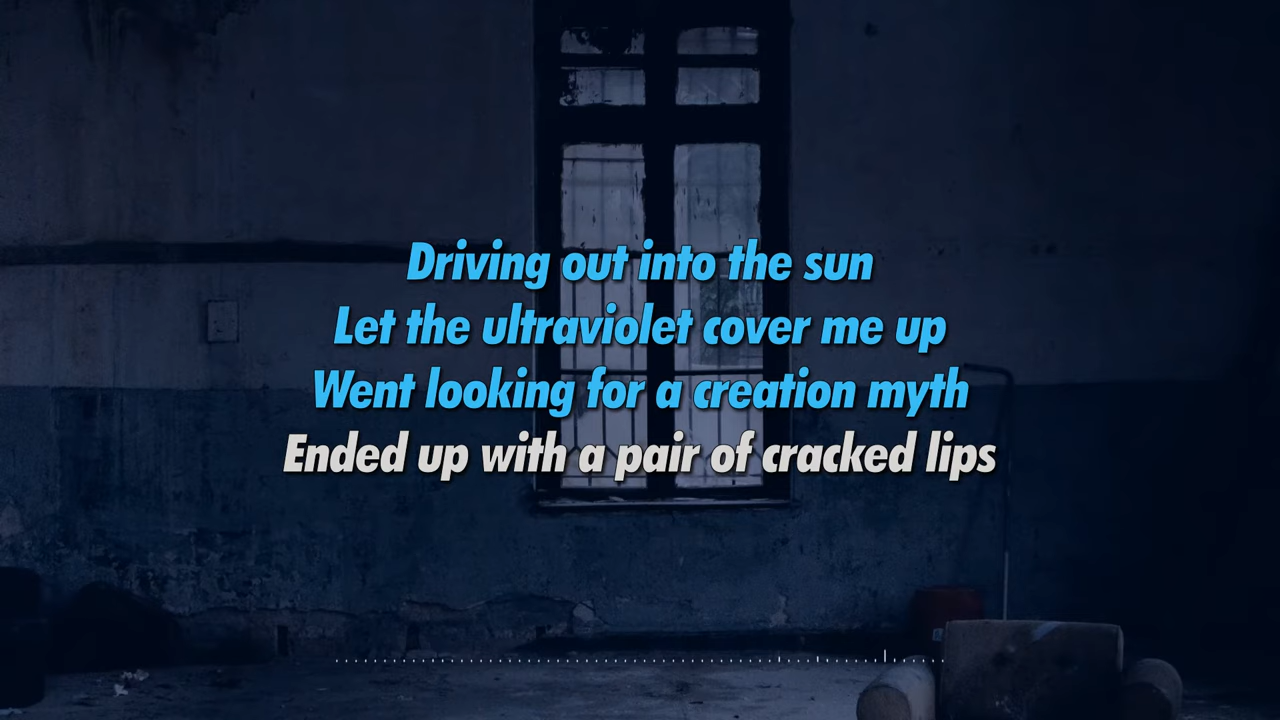 Driving out into the sun
Let the ultraviolet cover me up
Went looking for a creation myth
Ended up with a pair of cracked lips